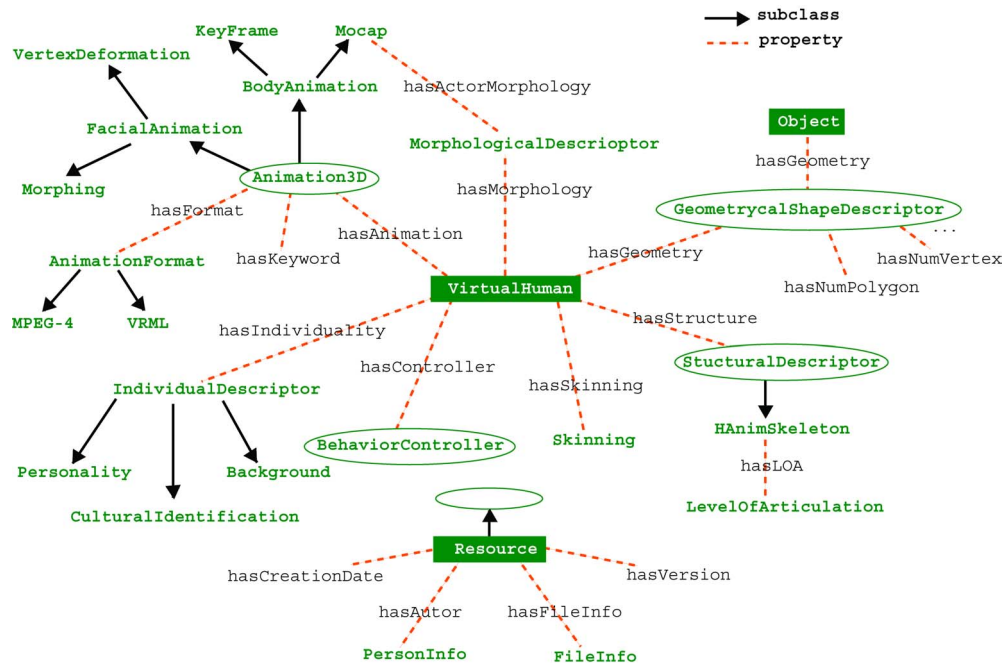 subclass
property
KeyFrame
Mocap
VertexDeformation
BodyAnimation
hasActorMorphology
FacialAnimation
Object
MorphologicalDescrioptor
hasGeometry
Morphing
Animation3D
hasMorphology
hasFormat
GeometrycalShapeDescriptor
...
hasAnimation
hasKeyword
hasGeometry
hasNumVertex
AnimationFormat
hasNumPolygon
VirtualHuman
MPEG-4
VRML
hasIndividuality
hasStructure
hasController
StucturalDescriptor
hasSkinning
IndividualDescriptor
HAnimSkeleton
BehaviorController
Skinning
Personality
Background
hasLOA
CulturalIdentification
LevelOfArticulation
Resource
hasCreationDate
hasVersion
hasAutor
hasFileInfo
PersonInfo
FileInfo